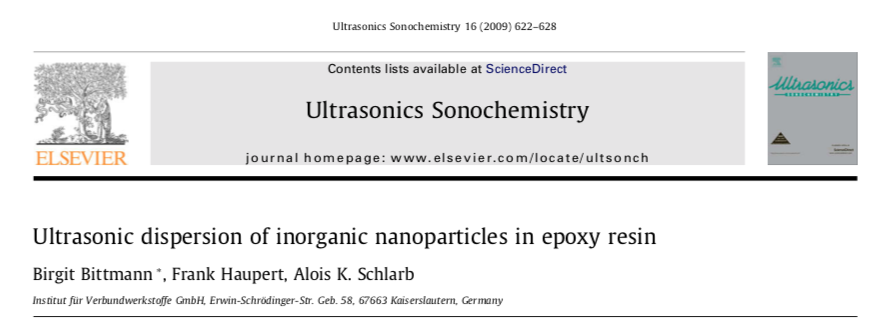 Ultrasonics Sonochemistry 16 (2009) 622–628
Contents lists available at ScienceDirect
Ultrasonics Sonochemistry
journal homepage: www.elsevier.com/locate/ultsonch
ELSEVIER
Ultrasonics
SONOCHEMISTRY
Ultrasonic dispersion of inorganic nanoparticles in epoxy resin
Birgit Bittmann *, Frank Haupert, Alois K. Schlarb
Institut für Verbundwerkstoffe GmbH, Erwin-Schrödinger-Str. Geb. 58, 67663 Kaiserslautern, Germany